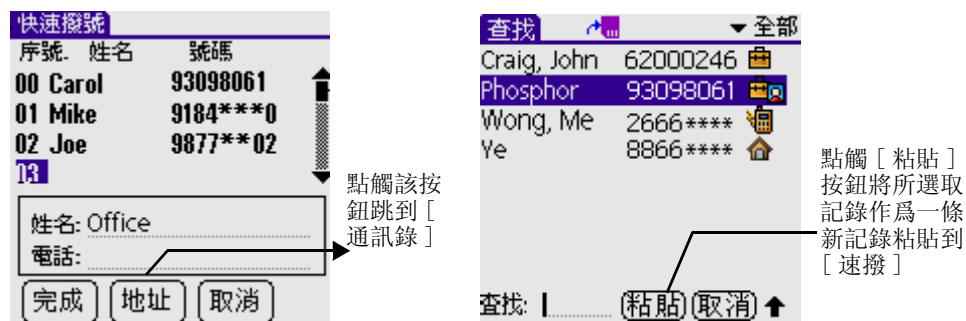 快速撥號
序號. 姓名 號碼
00 Carol 93098061
01 Mike 9184***0
02 Joe 9877**02
03
姓名: Office
電話:
完成 地址 取消
點觸該按
鈕跳到 [
通訊錄 ]
查找 全部
Craig, John 62000246
Phosphor 93098061
Wong, Me 2666****
Ye 8866****
查找: 粘貼 取消
點觸 [ 粘貼 ]
按鈕將所選取
記錄作爲一條
新記錄粘貼到
[ 速撥 ]